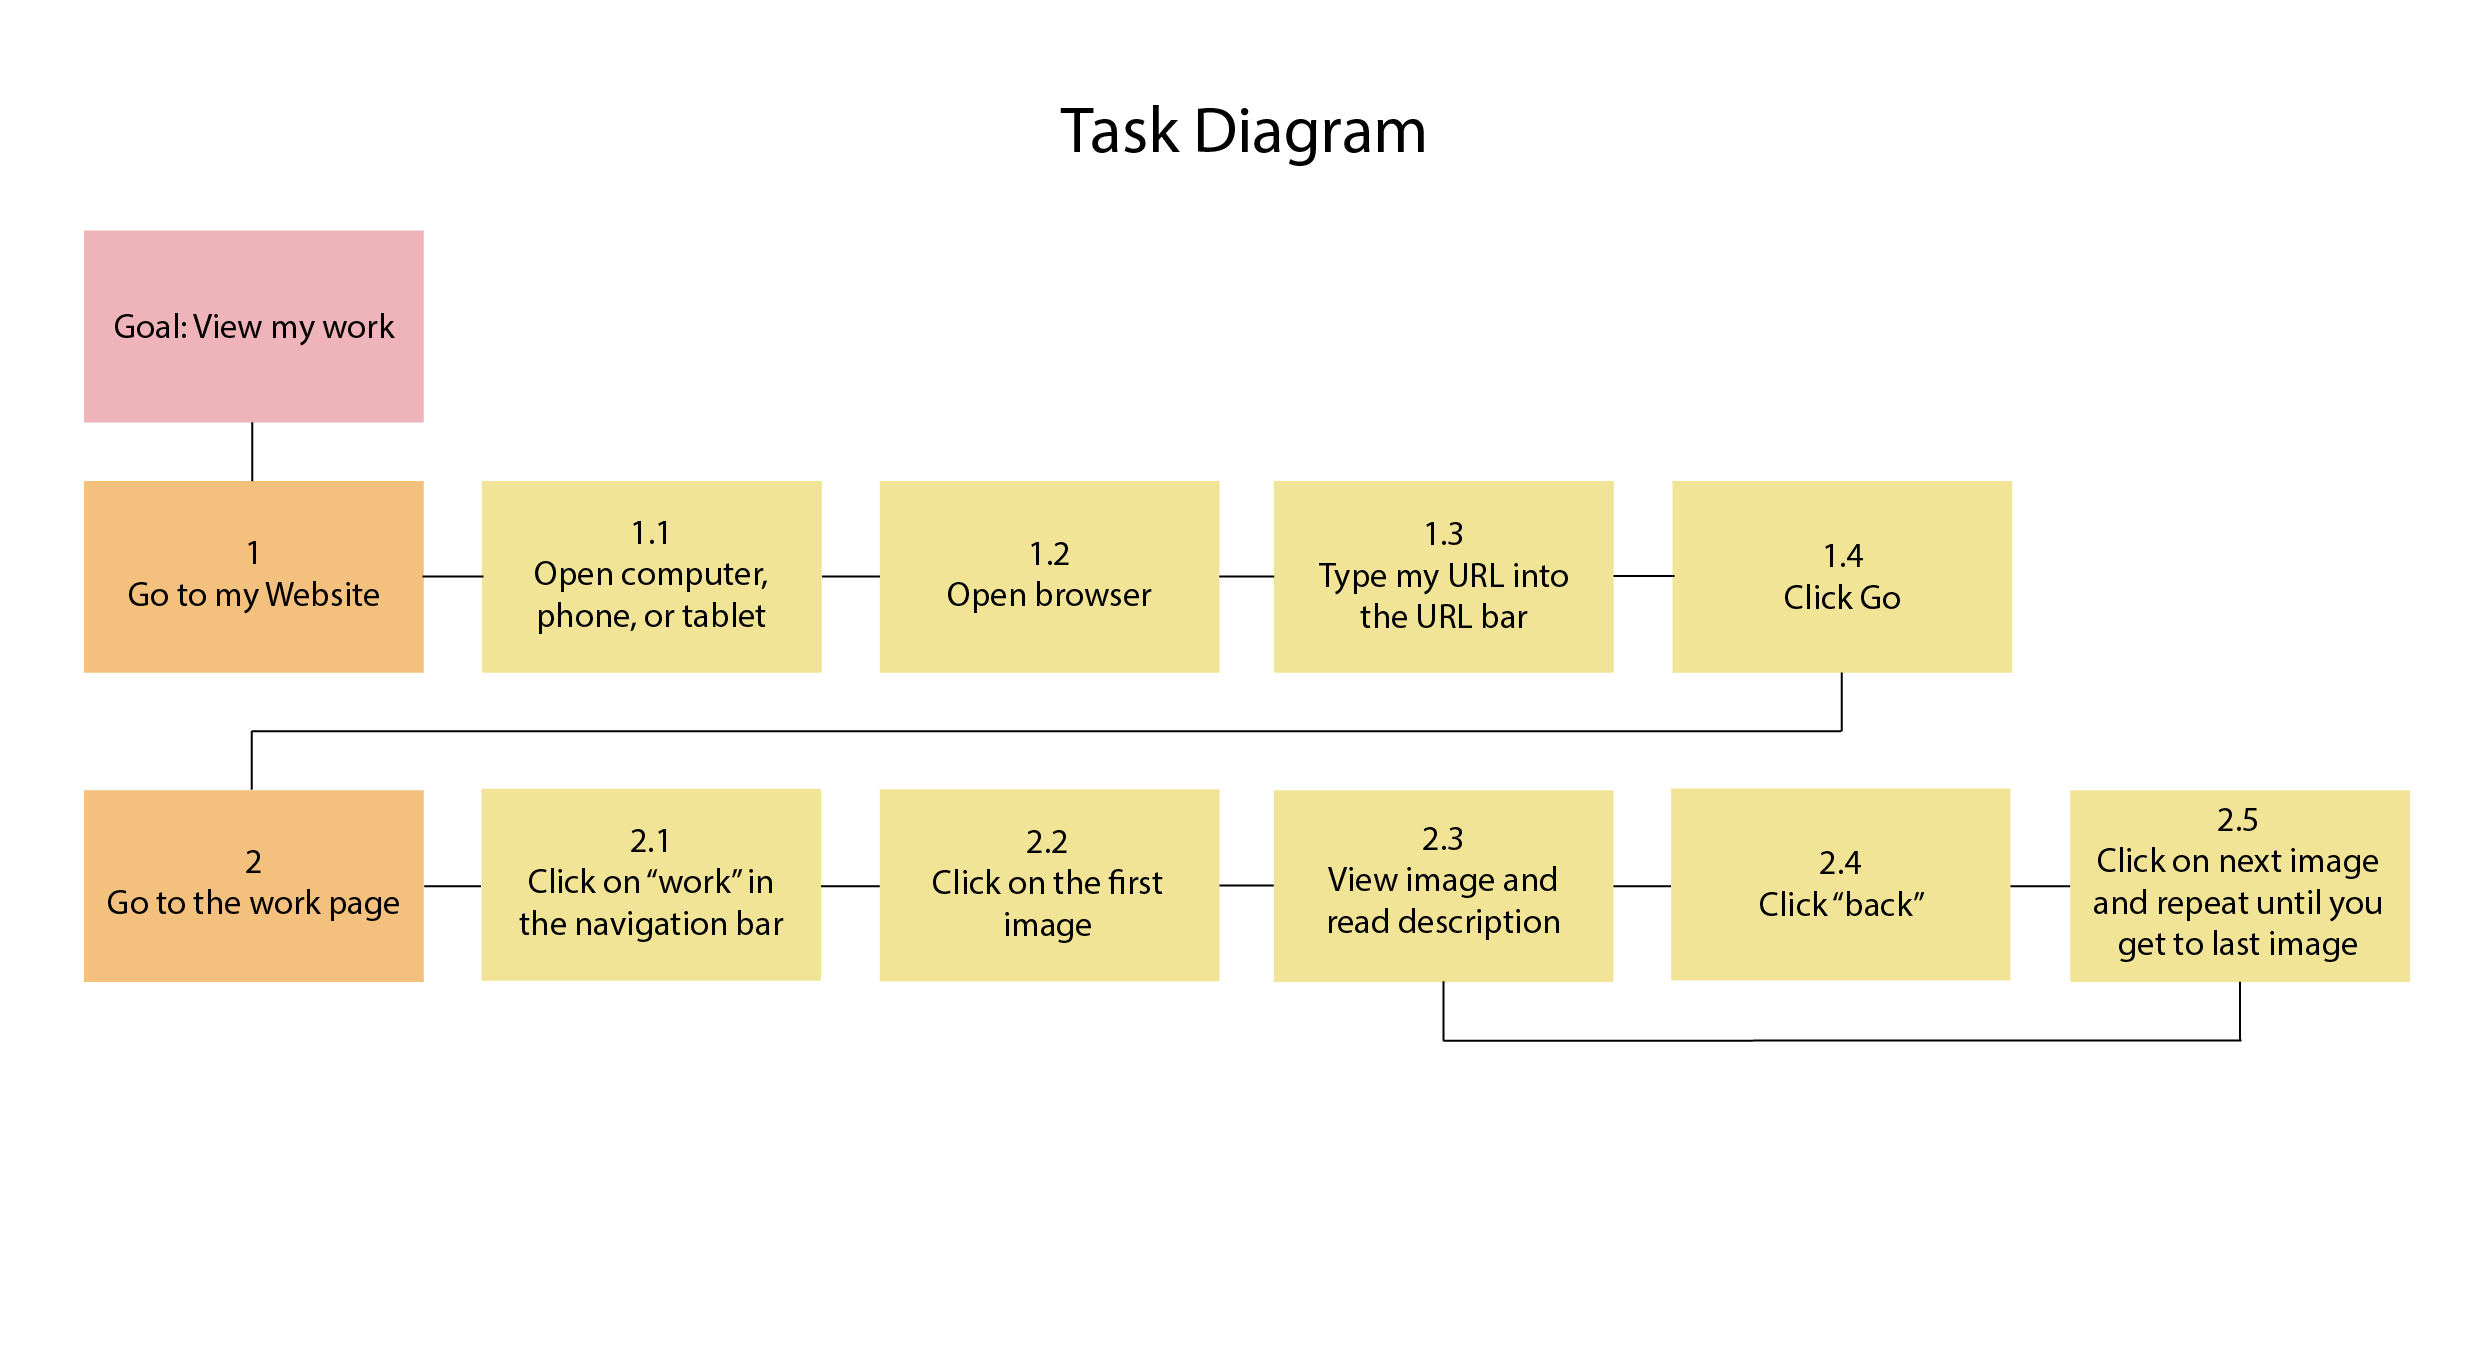 Task Diagram
Goal: View my work
1
Go to my Website
1.1
Open computer,
phone, or tablet
1.2
Open browser
1.3
Type my URL into
the URL bar
1.4
Click Go
2
Go to the work page
2.1
Click on “work” in
the navigation bar
2.2
Click on the first
image
2.3
View image and
read description
2.4
Click “back”
2.5
Click on next image
and repeat until you
get to last image